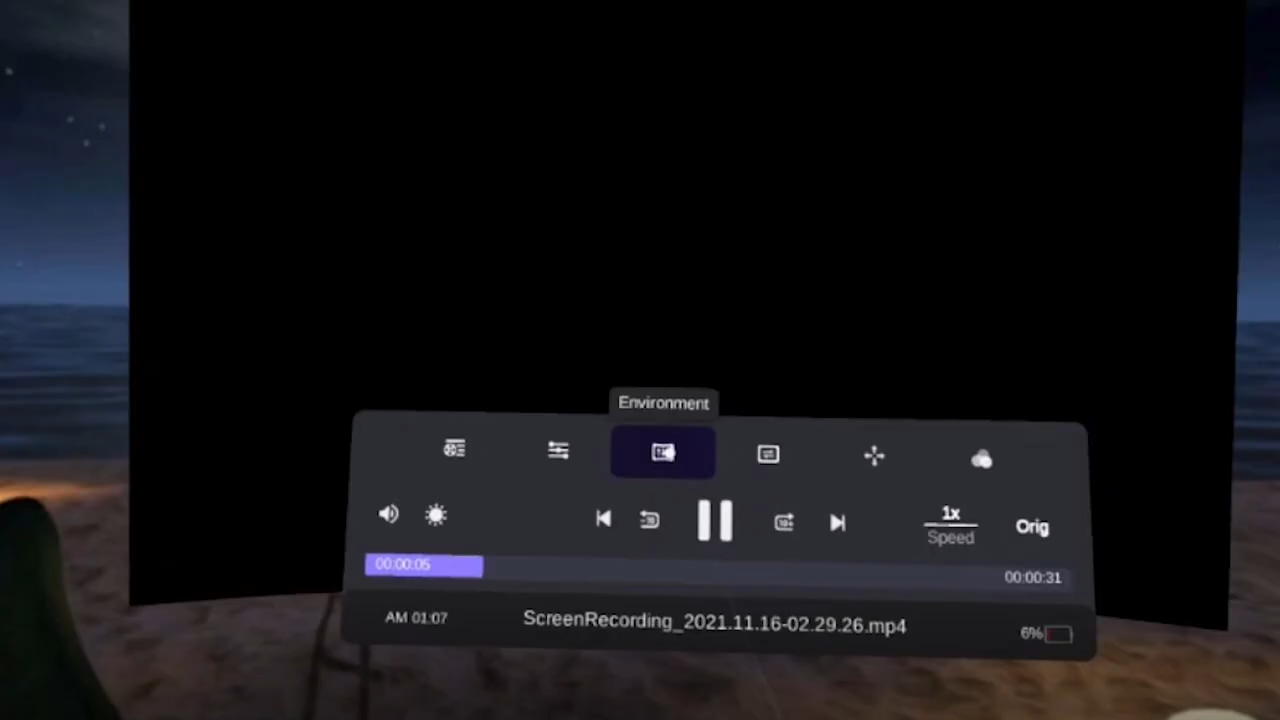 Environment
1x
Speed
Orig
00:00:05
00:00:31
AM 01:07
ScreenRecording_2021.11.16-02.29.26.mp4
6%